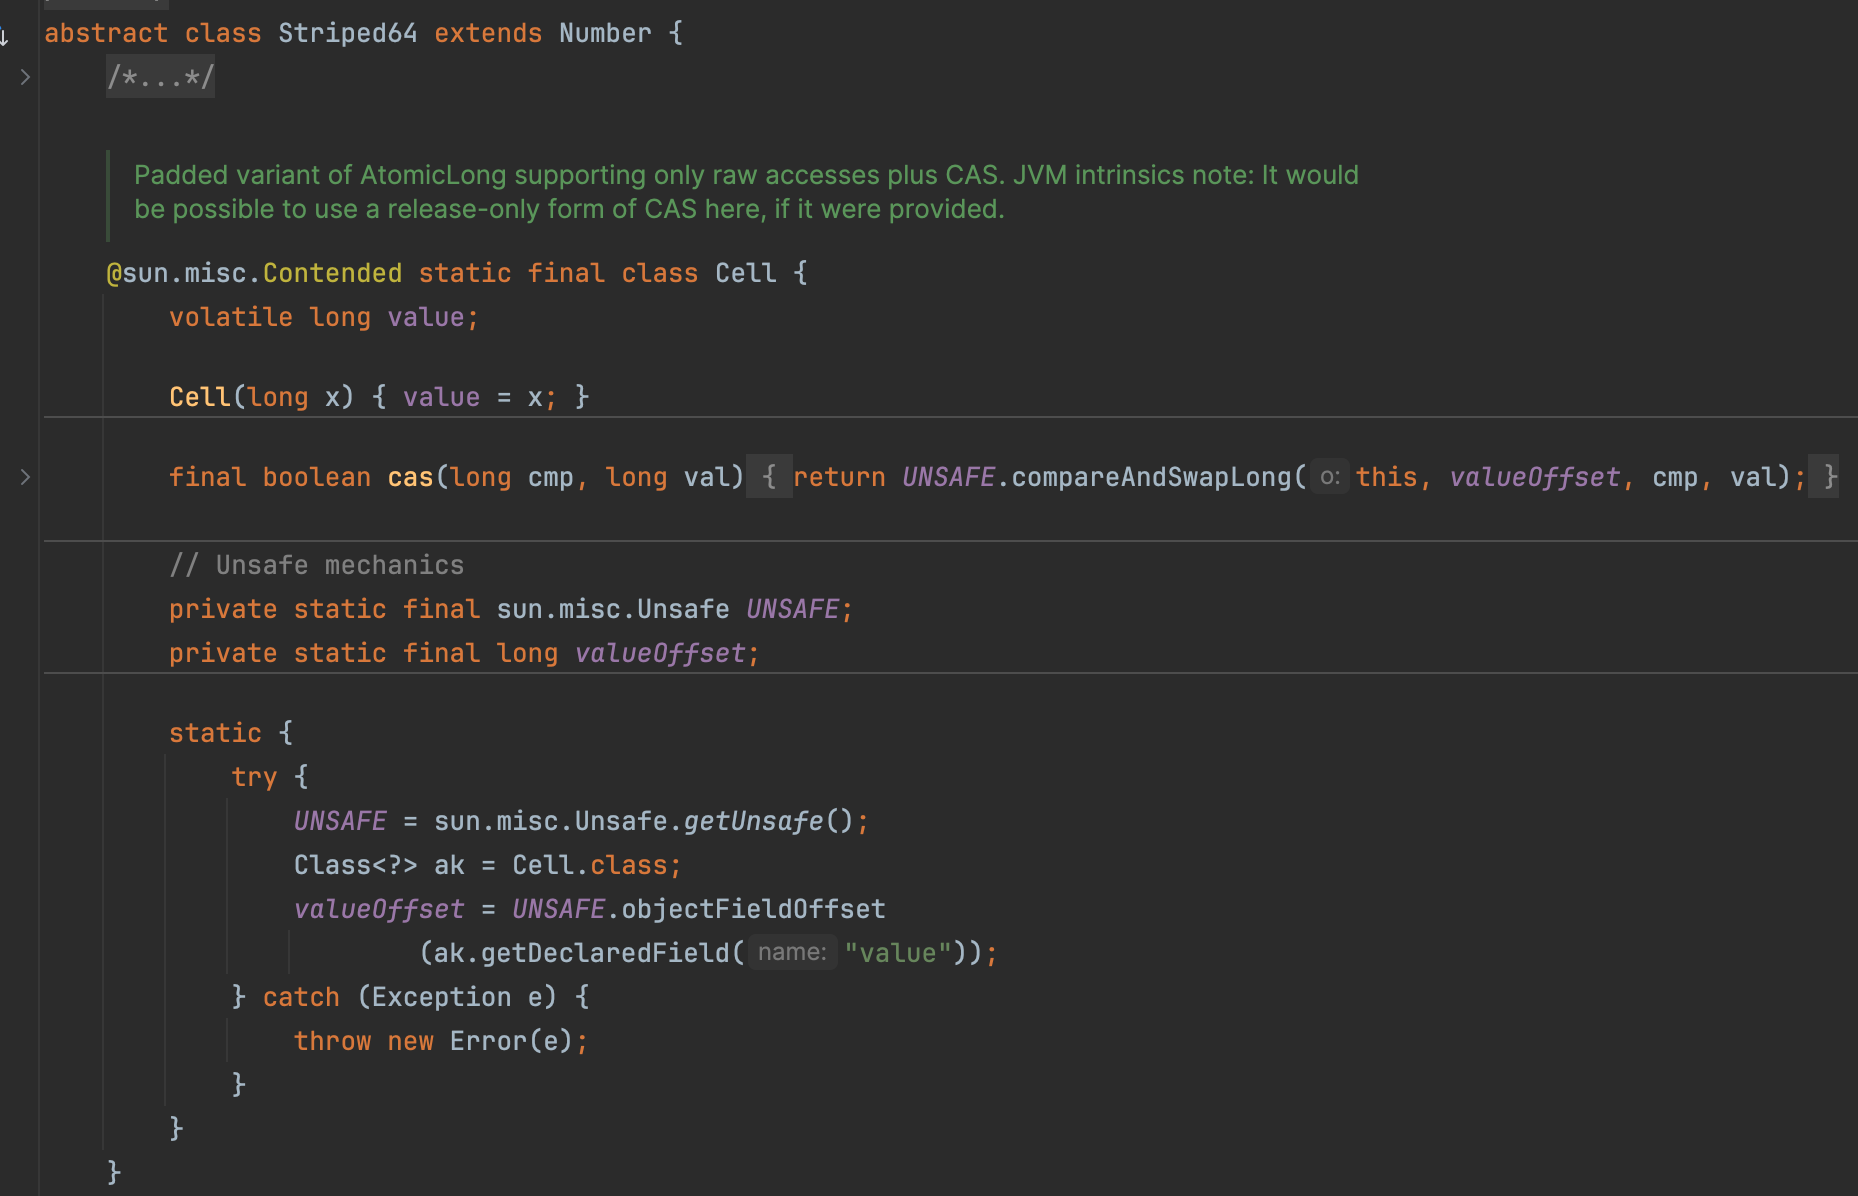 abstract class Striped64 extends Number {
/*...*/
Padded variant of AtomicLong supporting only raw accesses plus CAS. JVM intrinsics note: It would
be possible to use a release-only form of CAS here, if it were provided.
@sun.misc.Contended static final class Cell {
volatile long value;
Cell(long x) { value = x; }
final boolean cas(long cmp, long val) { return UNSAFE.compareAndSwapLong( o: this, valueOffset, cmp, val); }
// Unsafe mechanics
private static final sun.misc.Unsafe UNSAFE;
private static final long valueOffset;
static {
try {
UNSAFE = sun.misc.Unsafe.getUnsafe();
Class<?> ak = Cell.class;
valueOffset = UNSAFE.objectFieldOffset
(ak.getDeclaredField( name: "value"));
} catch (Exception e) {
throw new Error(e);
}
}
}